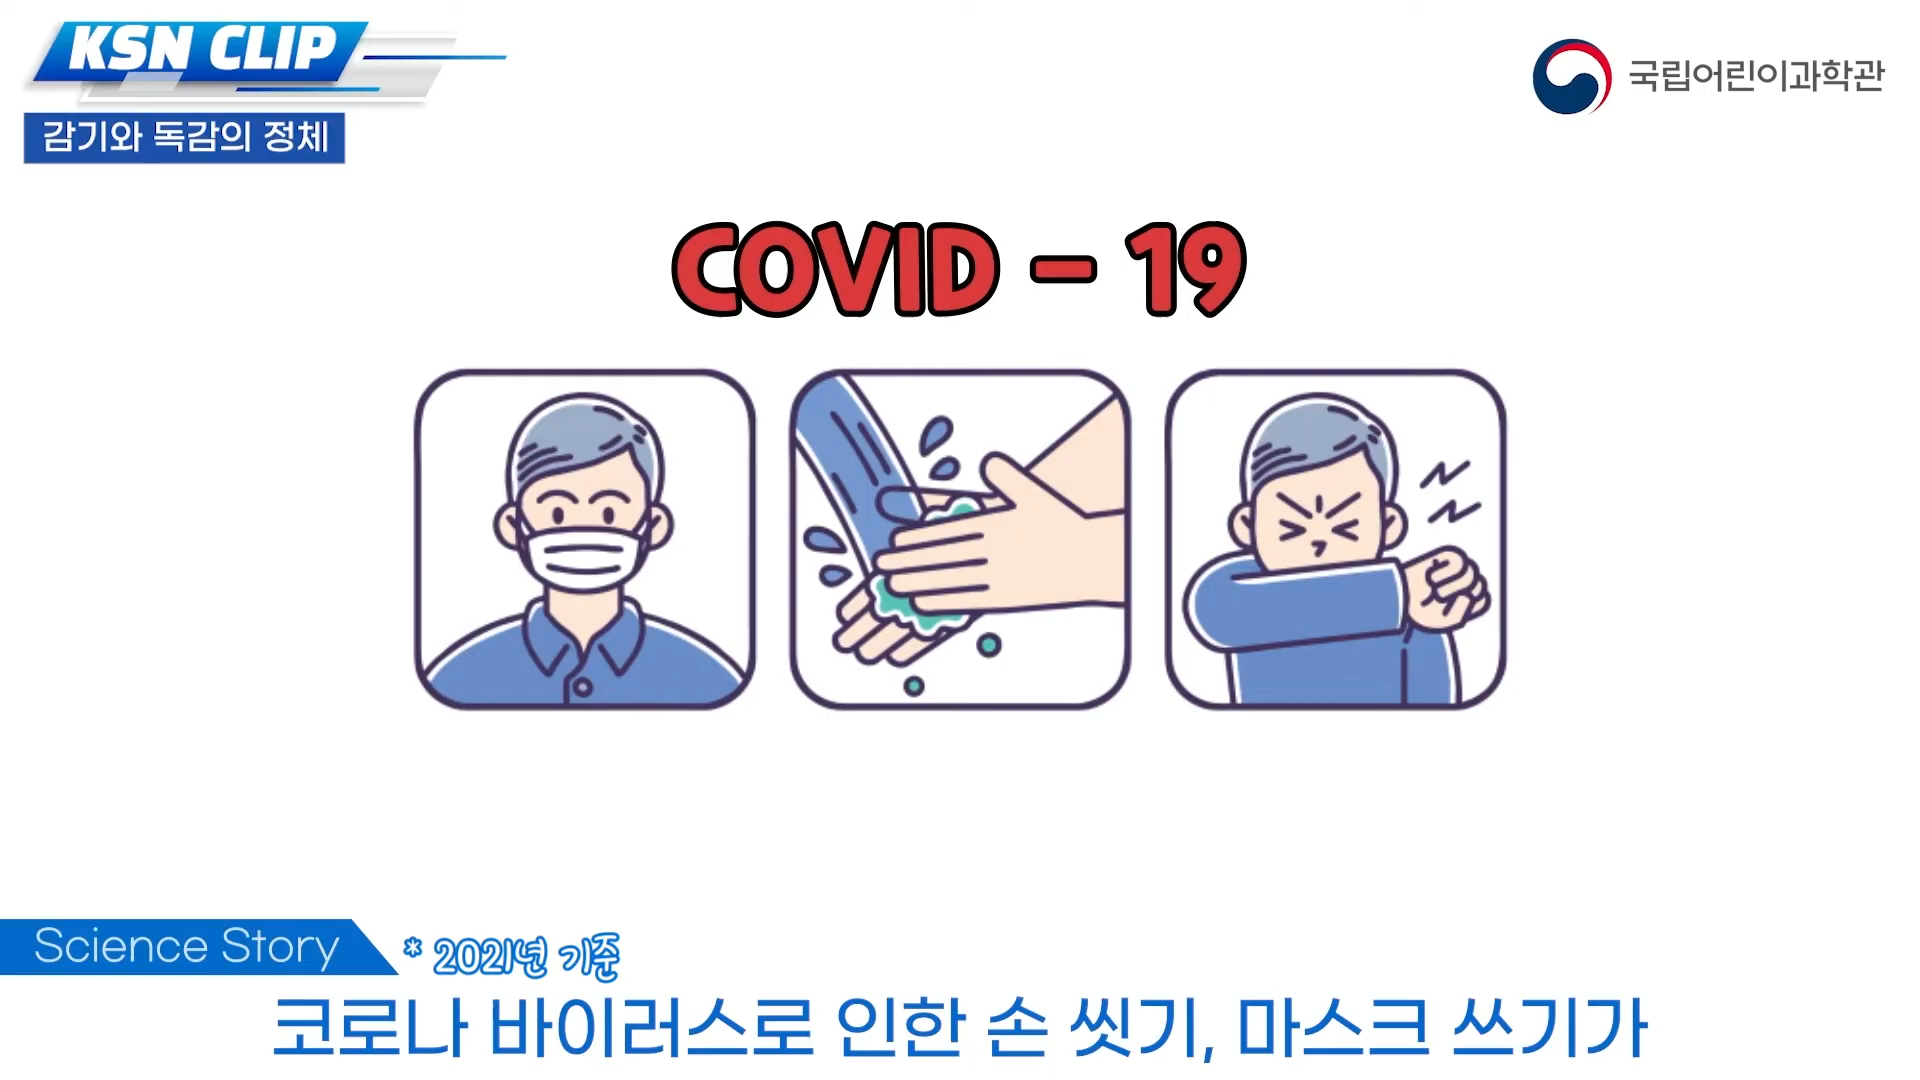 KSN CLIP
국립어린이과학관
감기와 독감의 정체
COVID - 19
Science Story
* 2021년 기준
코로나 바이러스로 인한 손 씻기, 마스크 쓰기가